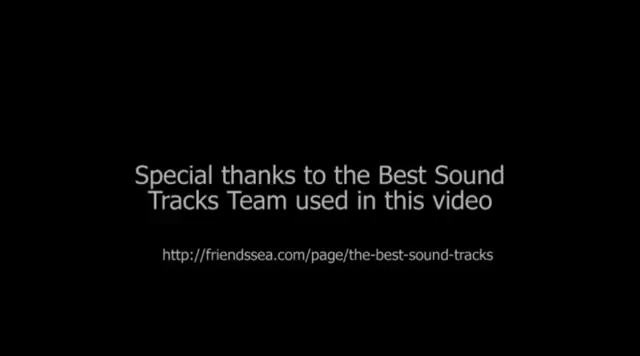 Special thanks to the Best Sound
Tracks Team used in this video
http://friendssea.com/page/the-best-sound-tracks